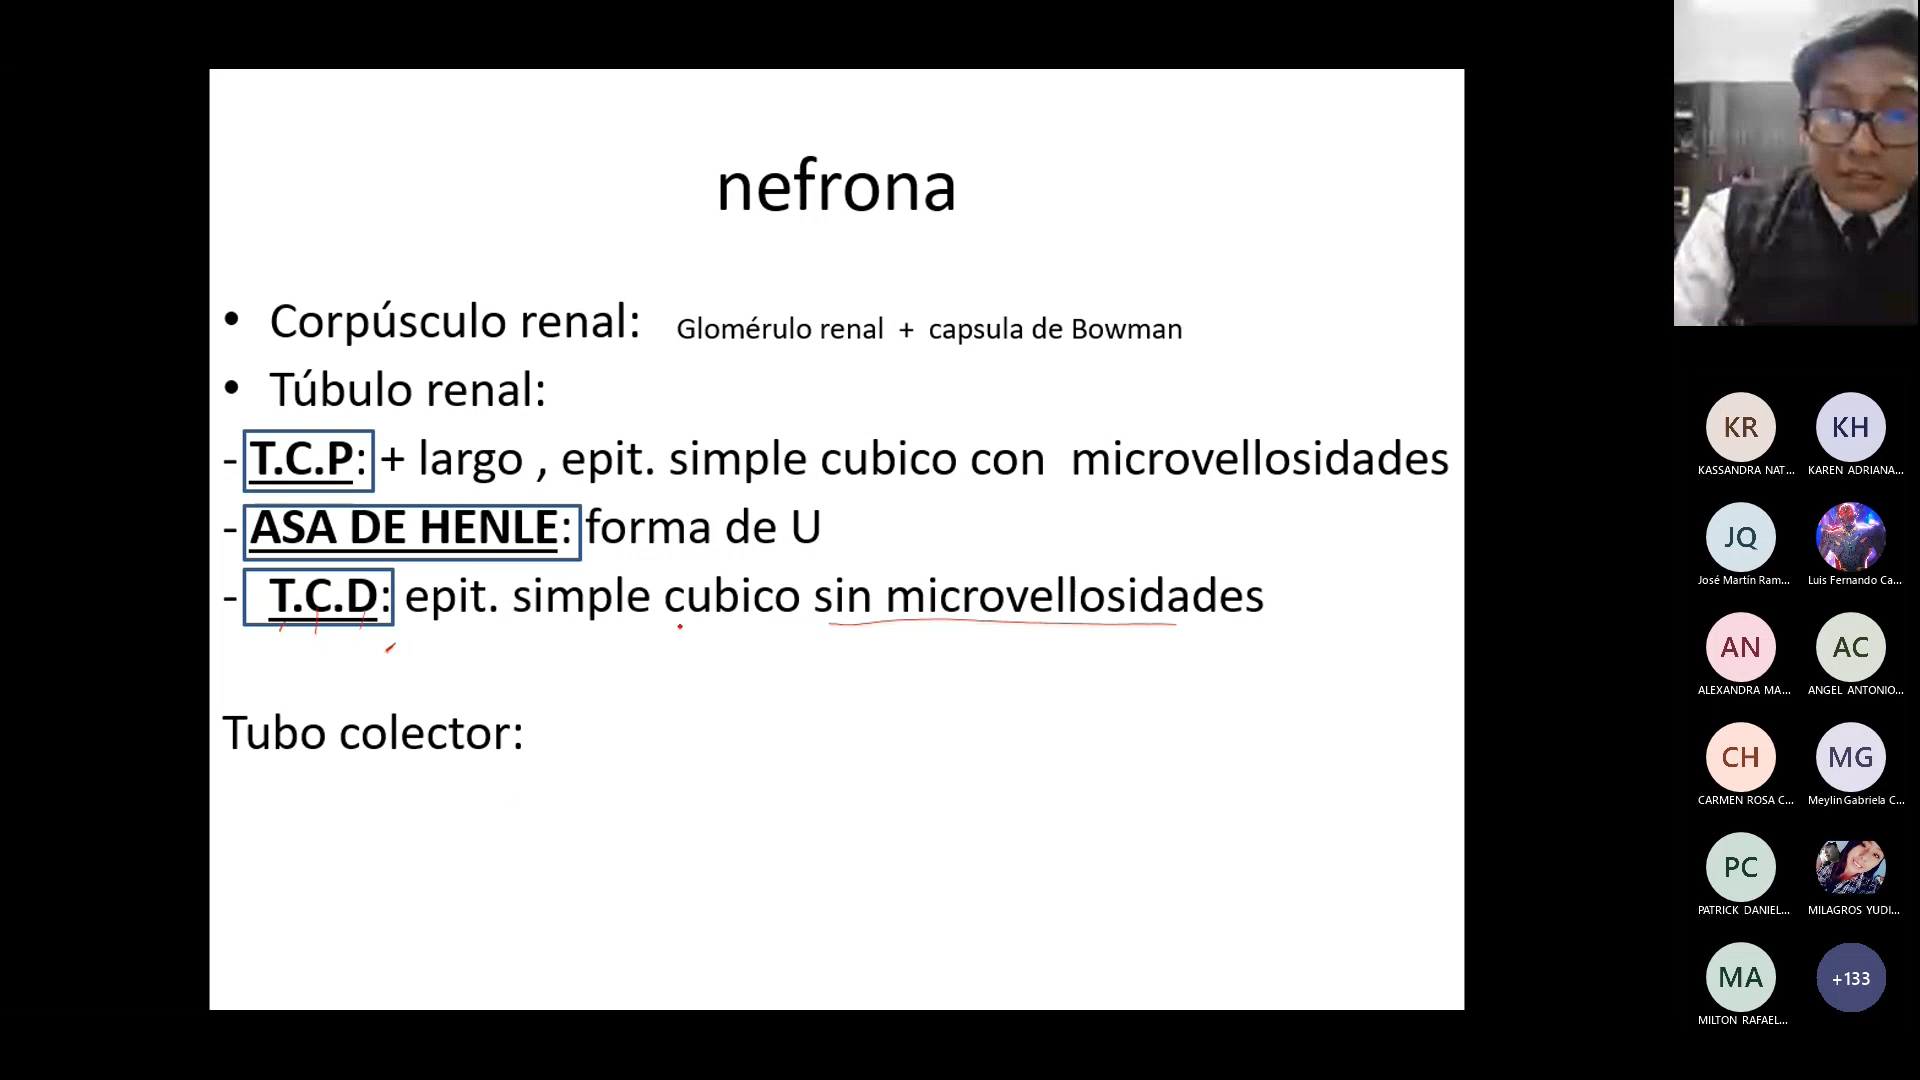 nefrona
• Corpúsculo renal: Glomérulo renal + capsula de Bowman
• Túbulo renal:
- T.C.P: + largo , epit. simple cubico con microvellosidades
- ASA DE HENLE: forma de U
- T.C.D: epit. simple cubico sin microvellosidades
Tubo colector:
KR KH
KASSANDRA NAT... KAREN ADRIANA...
JQ
José Martín Ram... Luis Fernando Ca...
AN AC
ALEXANDRA MA... ANGEL ANTONIO...
CH MG
CARMEN ROSA C... Meylin Gabriela C...
PC
PATRICK DANIEL... MILAGROS YUDI...
MA +133
MILTON RAFAEL...